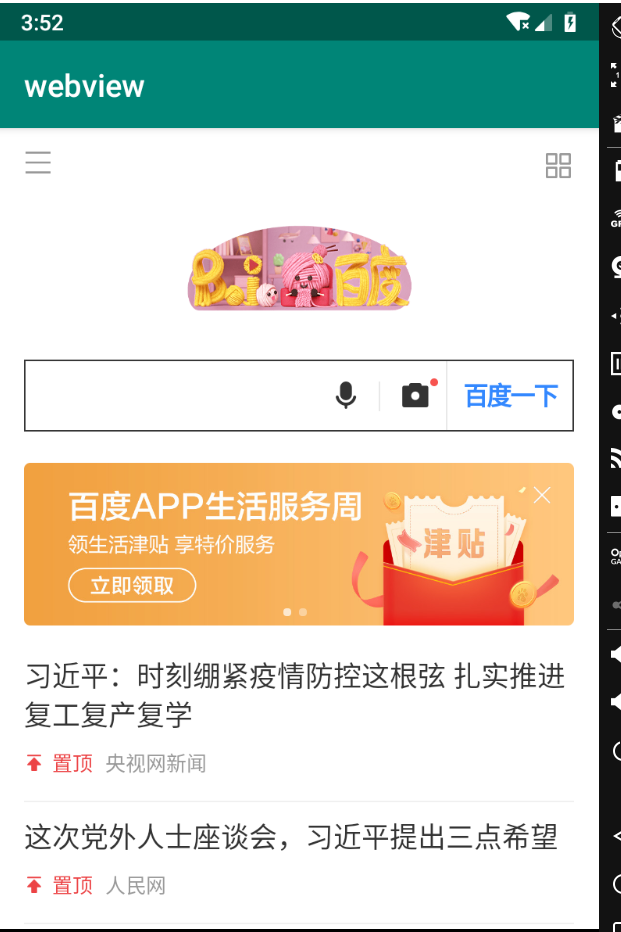 3:52
webview
Bai百度
百度一下
百度APP生活服务周
领生活津贴 享特价服务
立即领取
津贴
习近平：时刻绷紧疫情防控这根弦 扎实推进
复工复产复学
置顶 央视网新闻
这次党外人士座谈会，习近平提出三点希望
置顶 人民网